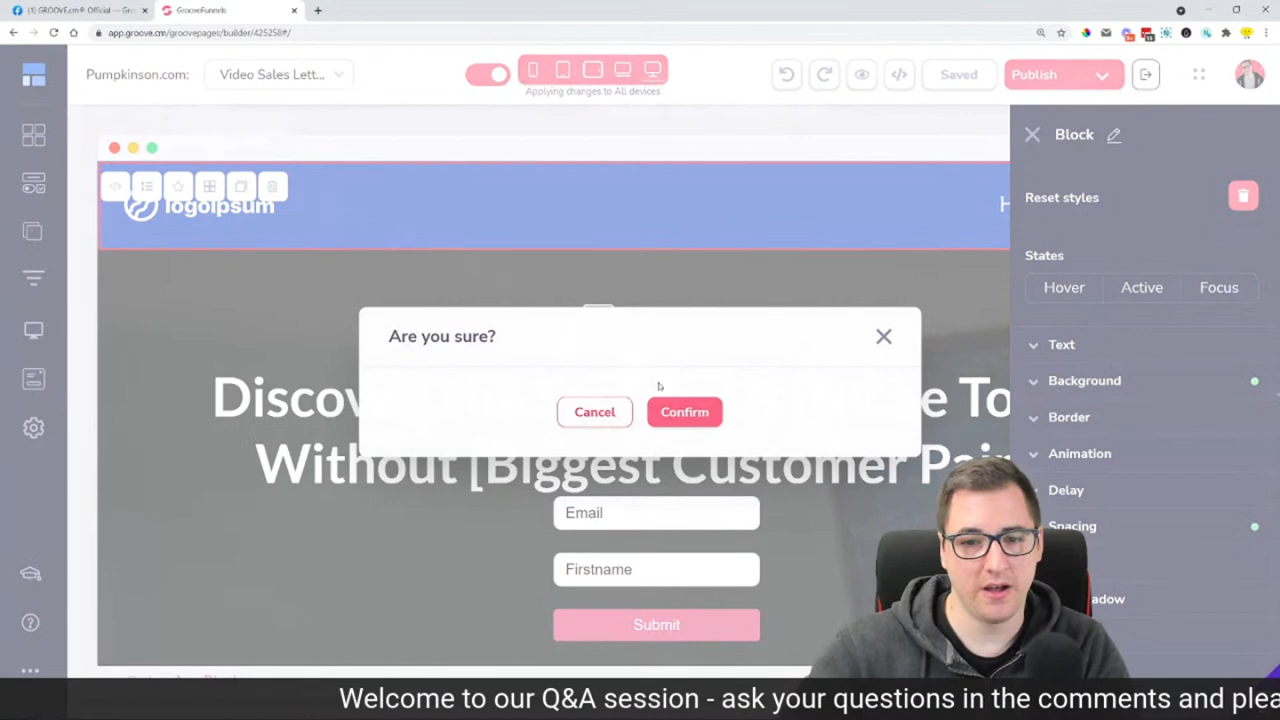 (1) GROOVE.cm® Official — Gro
GrooveFunnels
app.groove.cm/groovepages/builder/425258#/
Pumpkinson.com:
Video Sales Lett...
Applying changes to All devices
Saved
Publish
Block
logoipsum
H
Reset styles
States
Hover
Active
Focus
Are you sure?
Text
Background
Cancel
Confirm
Discov
e To
Border
Without [Biggest Customer Pai
Animation
Delay
Email
Spacing
Firstname
adow
Submit
Welcome to our Q&A session - ask your questions in the comments and plea